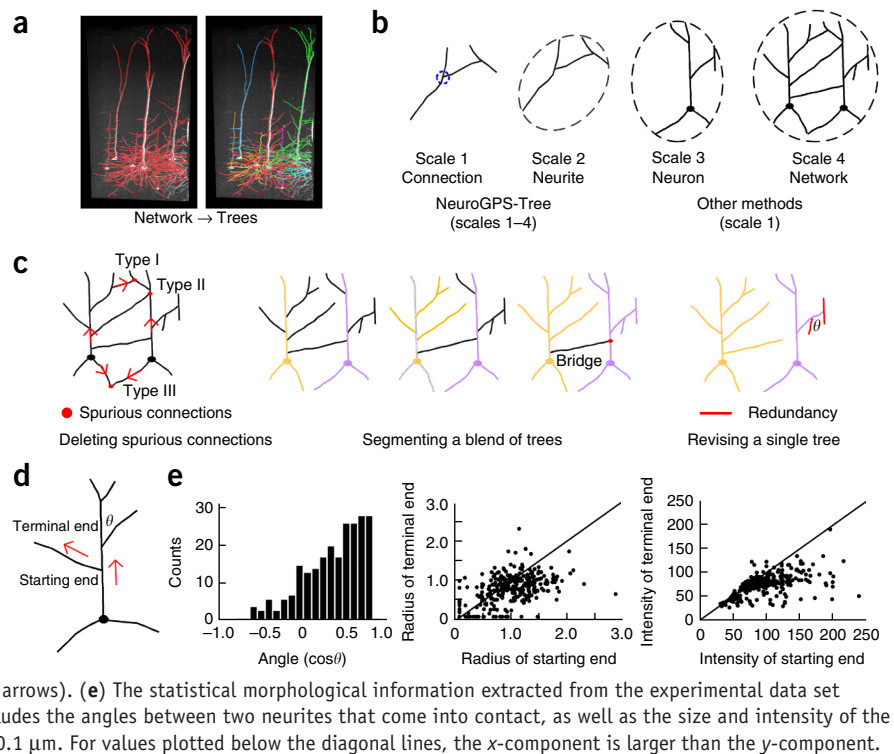 a
Network → Trees
b
Scale 1
Connection
Scale 2
Neurite
Scale 3
Neuron
Scale 4
Network
NeuroGPS-Tree
(scales 1–4)
Other methods
(scale 1)
c
Type I
Type II
Type III
Bridge
θ
Spurious connections
Redundancy
Deleting spurious connections
Segmenting a blend of trees
Revising a single tree
d
θ
Terminal end
Starting end
e
Counts
30
20
10
0
–1.0
–0.5
0
0.5
1.0
Angle (cosθ)
Radius of terminal end
3.0
2.0
1.0
0
0
1.0
2.0
3.0
Radius of starting end
Intensity of terminal end
250
200
150
100
50
0
0
50
100
150
200
250
Intensity of starting end
arrows). (e) The statistical morphological information extracted from the experimental data set
udes the angles between two neurites that come into contact, as well as the size and intensity of the
0.1 μm. For values plotted below the diagonal lines, the x-component is larger than the y-component.